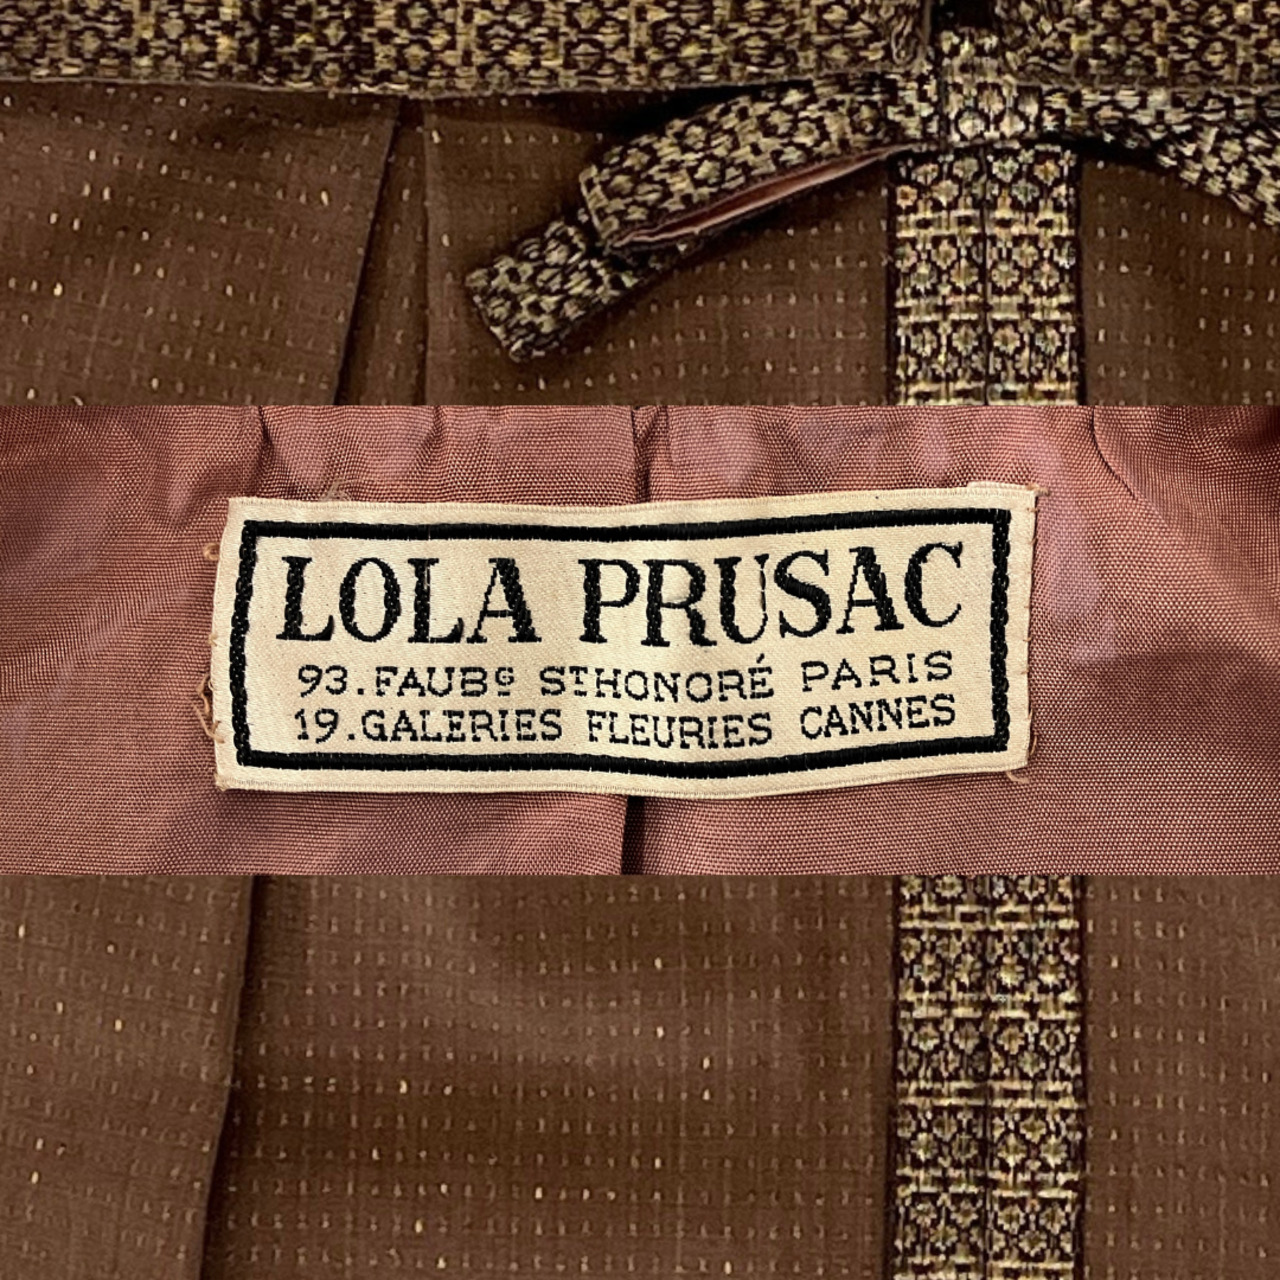 LOLA PRUSAC
93.FAUBG STHONORÉ PARIS
19.GALERIES FLEURIES CANNES